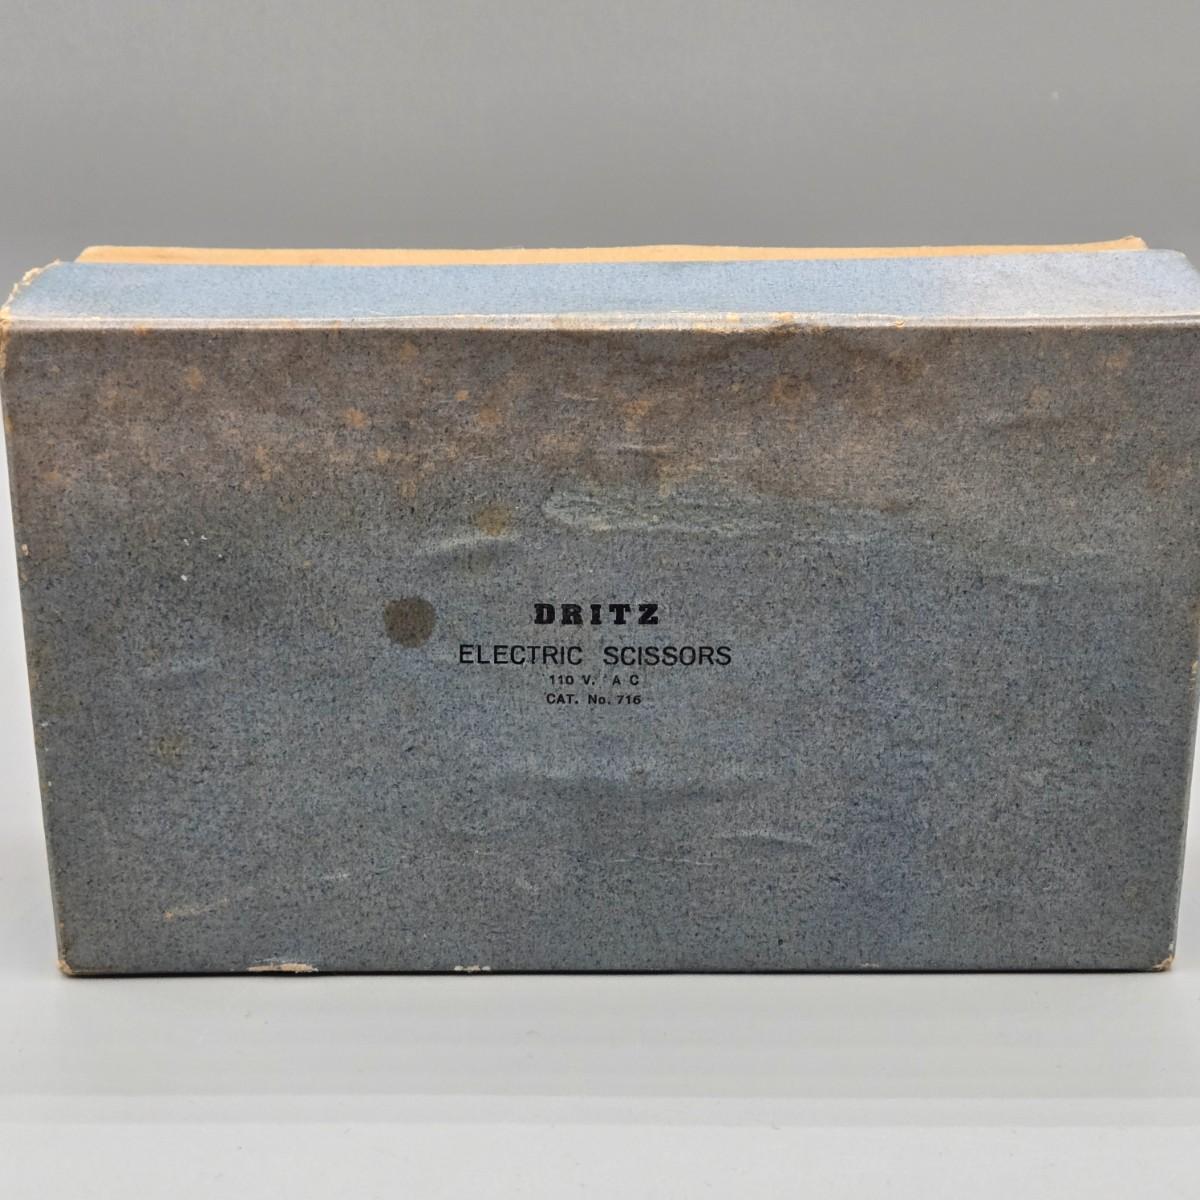 DRITZ
ELECTRIC SCISSORS
110 V. A C
CAT. No. 716